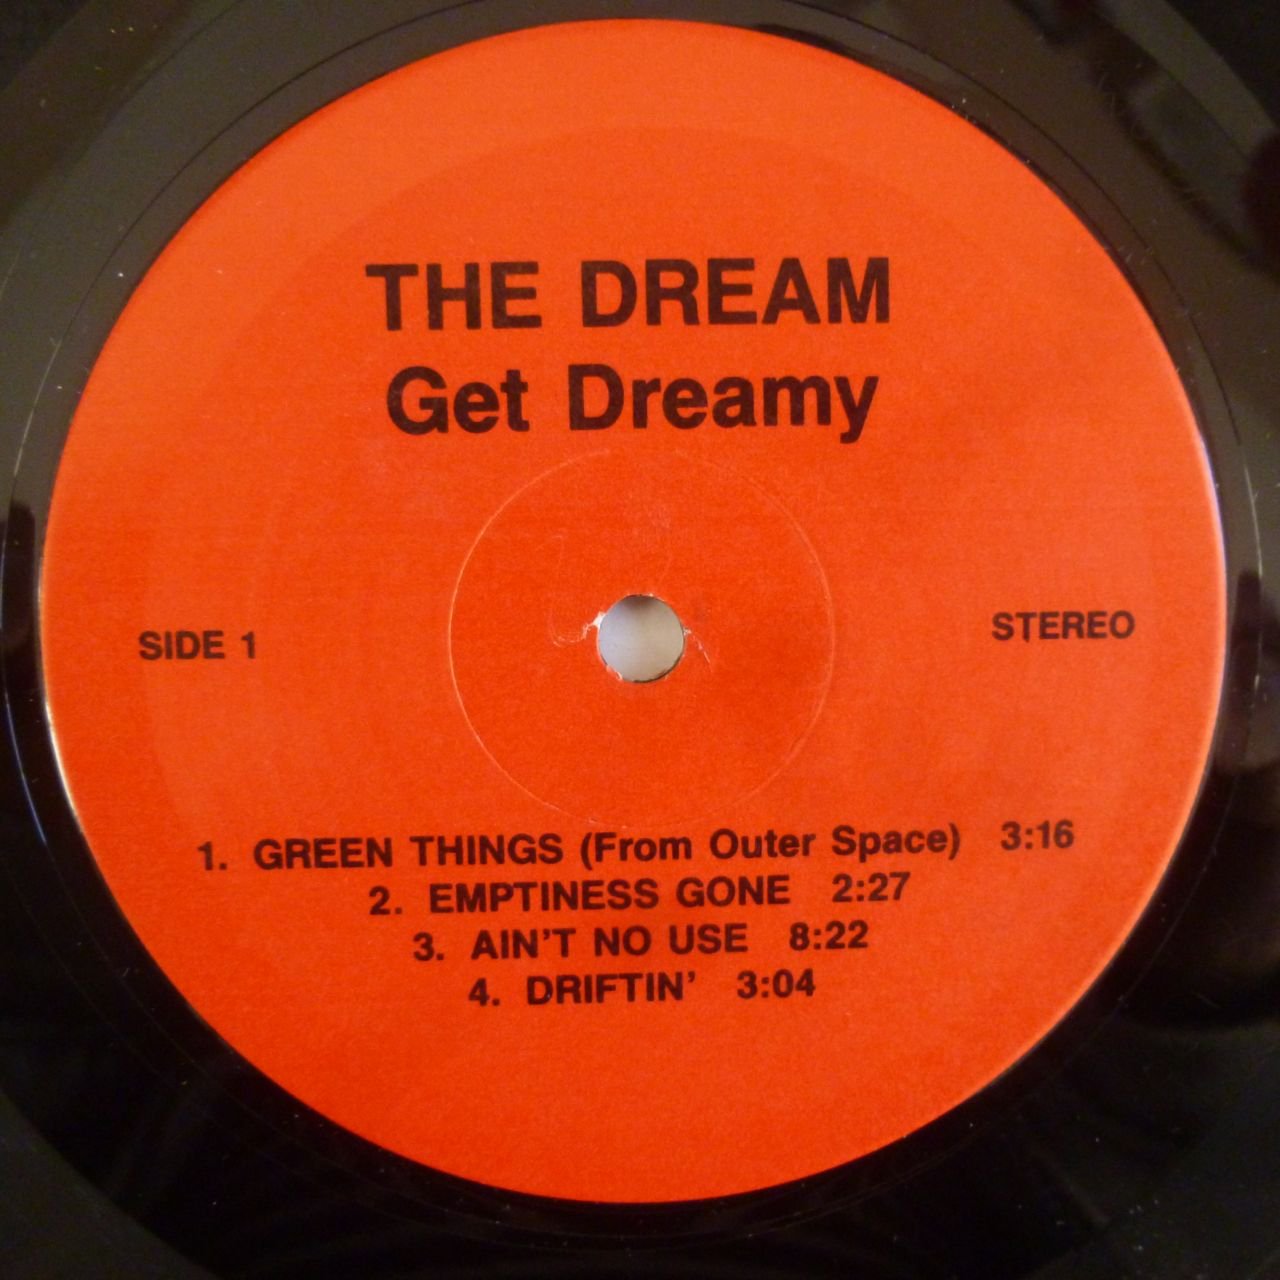 THE DREAM
Get Dreamy
SIDE 1
STEREO
1. GREEN THINGS (From Outer Space) 3:16
2. EMPTINESS GONE 2:27
3. AIN'T NO USE 8:22
4. DRIFTIN' 3:04